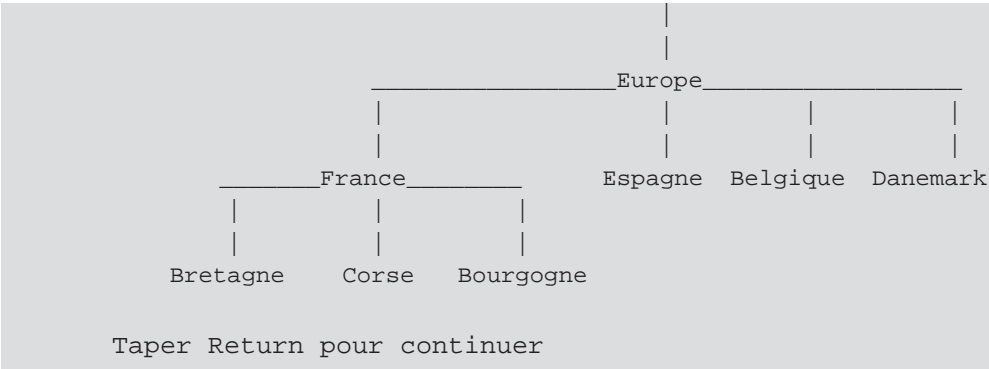 Europe
France Espagne Belgique Danemark
Bretagne Corse Bourgogne
Taper Return pour continuer